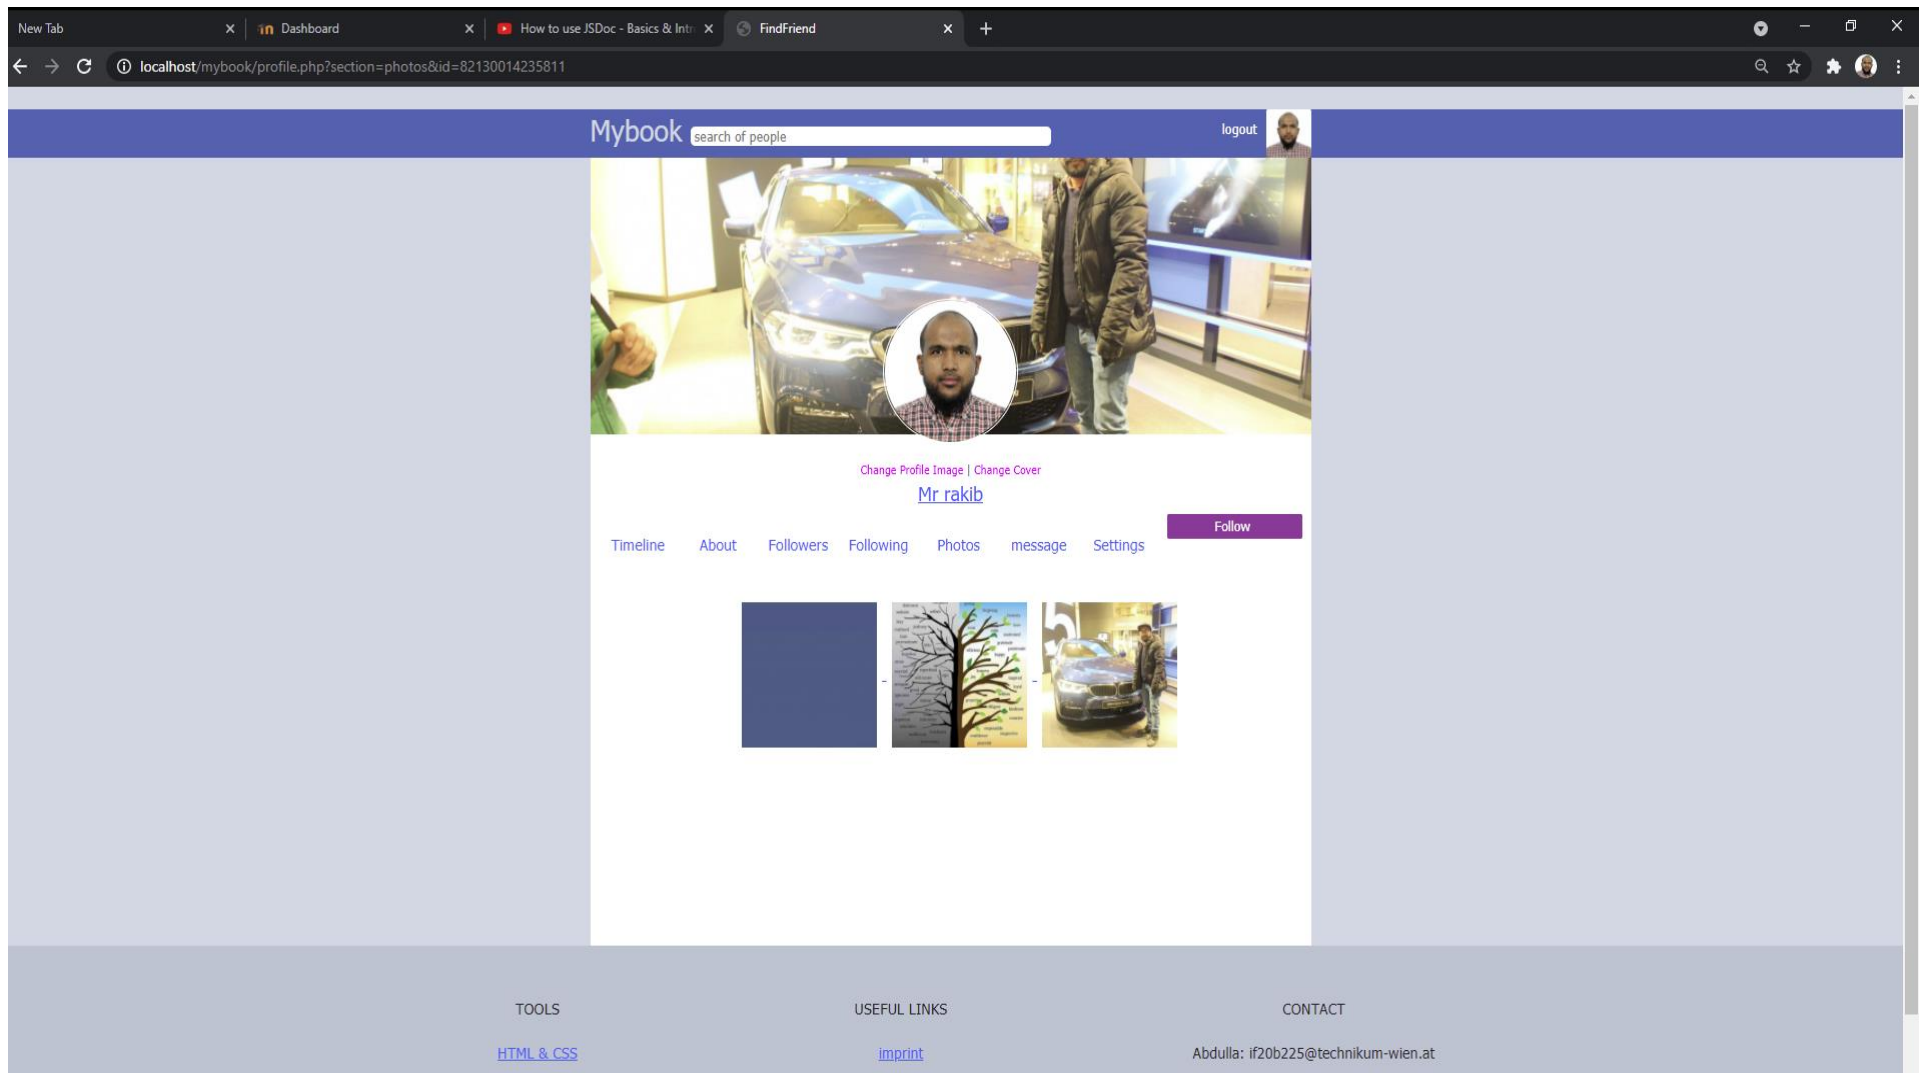 New Tab
Dashboard
How to use JSDoc - Basics & Intr
FindFriend
localhost/mybook/profile.php?section=photos&id=82130014235811
Mybook
search of people
logout
Change Profile Image | Change Cover
Mr rakib
Follow
Timeline About Followers Following Photos message Settings
- -
TOOLS USEFUL LINKS CONTACT
HTML & CSS imprint Abdulla: if20b225@technikum-wien.at